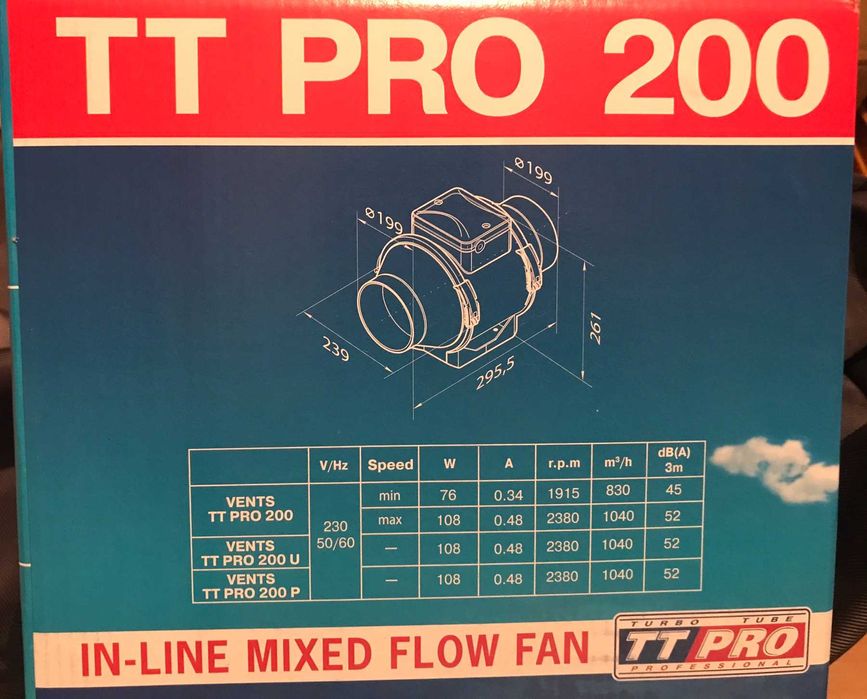 TT PRO 200
ø199
ø199
239
295,5
261
V/Hz Speed W A r.p.m m³/h dB(A) 3m
VENTS TT PRO 200 230 50/60 min 76 0.34 1915 830 45
max 108 0.48 2380 1040 52
VENTS TT PRO 200 U — 108 0.48 2380 1040 52
VENTS TT PRO 200 P — 108 0.48 2380 1040 52
IN-LINE MIXED FLOW FAN
TURBO TUBE
TT PRO
PROFESSIONAL